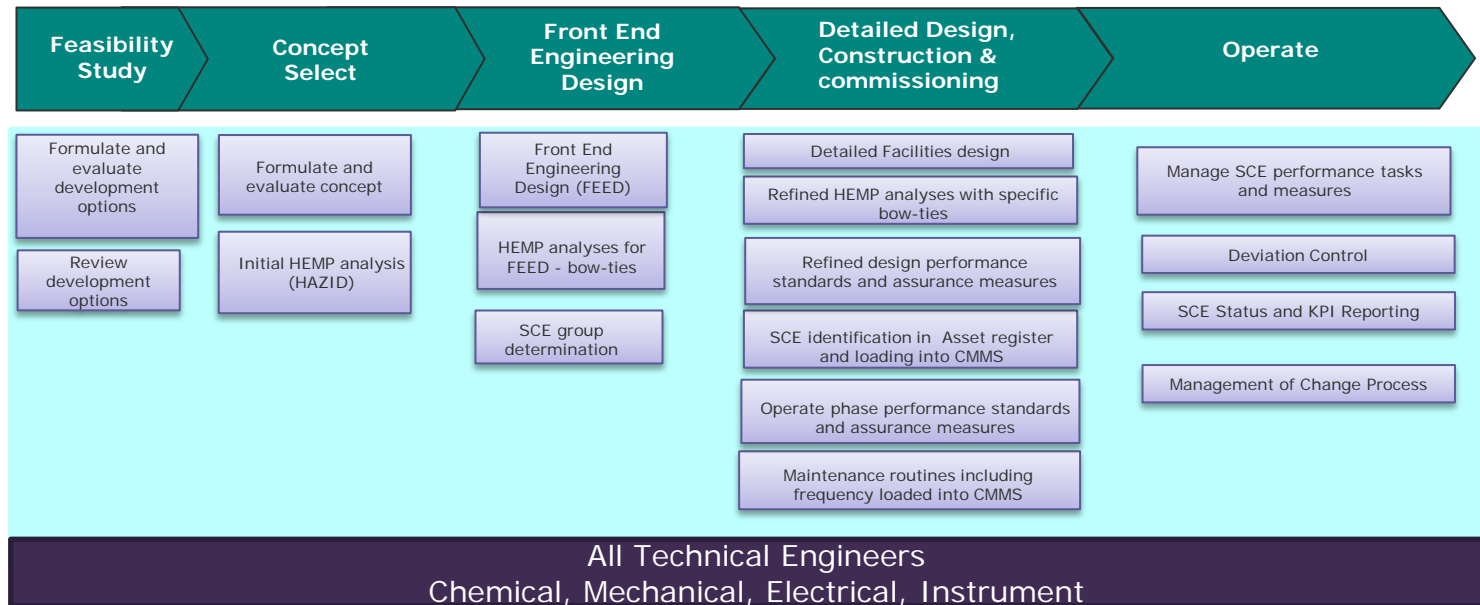 Feasibility
Study
Concept
Select
Front End
Engineering
Design
Detailed Design,
Construction &
commissioning
Operate
Formulate and
evaluate
development
options
Review
development
options
Formulate and
evaluate concept
Initial HEMP analysis
(HAZID)
Front End
Engineering
Design (FEED)
HEMP analyses for
FEED - bow-ties
SCE group
determination
Detailed Facilities design
Refined HEMP analyses with specific
bow-ties
Refined design performance
standards and assurance measures
SCE identification in Asset register
and loading into CMMS
Operate phase performance standards
and assurance measures
Maintenance routines including
frequency loaded into CMMS
Manage SCE performance tasks
and measures
Deviation Control
SCE Status and KPI Reporting
Management of Change Process
All Technical Engineers
Chemical, Mechanical, Electrical, Instrument